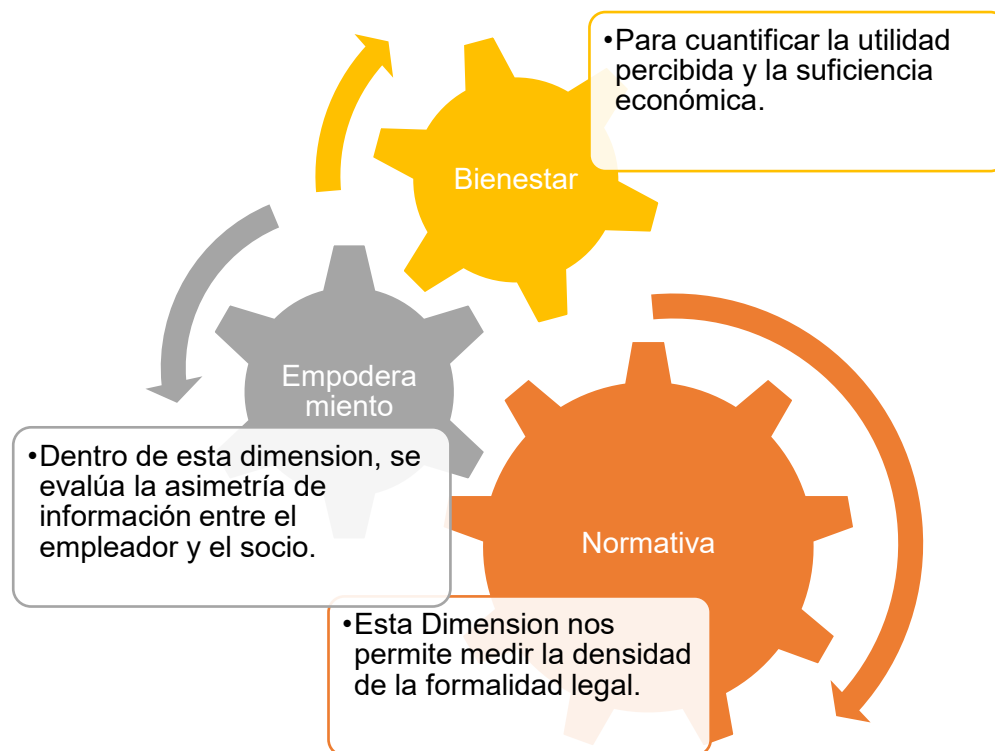 •Para cuantificar la utilidad
percibida y la suficiencia
económica.
Bienestar
Empodera
miento
•Dentro de esta dimension, se
evalúa la asimetría de
información entre el
empleador y el socio.
Normativa
•Esta Dimension nos
permite medir la densidad
de la formalidad legal.